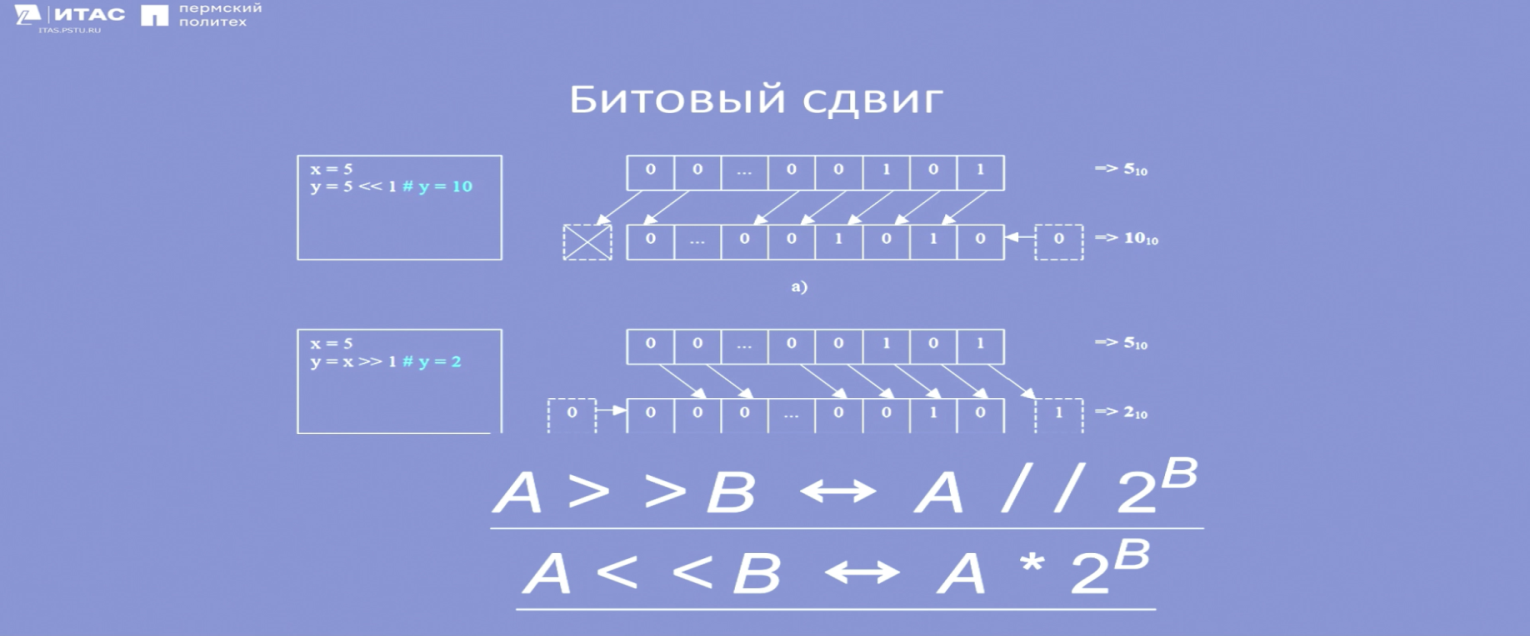 ИТАС
ITAS.PSTU.RU
пермский
политех
Битовый сдвиг
x = 5
y = 5 << 1 # y = 10
0 0 ... 0 0 1 0 1 => 5₁₀
0 ... 0 0 1 0 1 0 0 => 10₁₀
а)
x = 5
y = x >> 1 # y = 2
0 0 ... 0 0 1 0 1 => 5₁₀
0 0 0 0 ... 0 0 1 0 1 => 2₁₀
A >> B ↔ A // 2ᴮ
A << B ↔ A * 2ᴮ